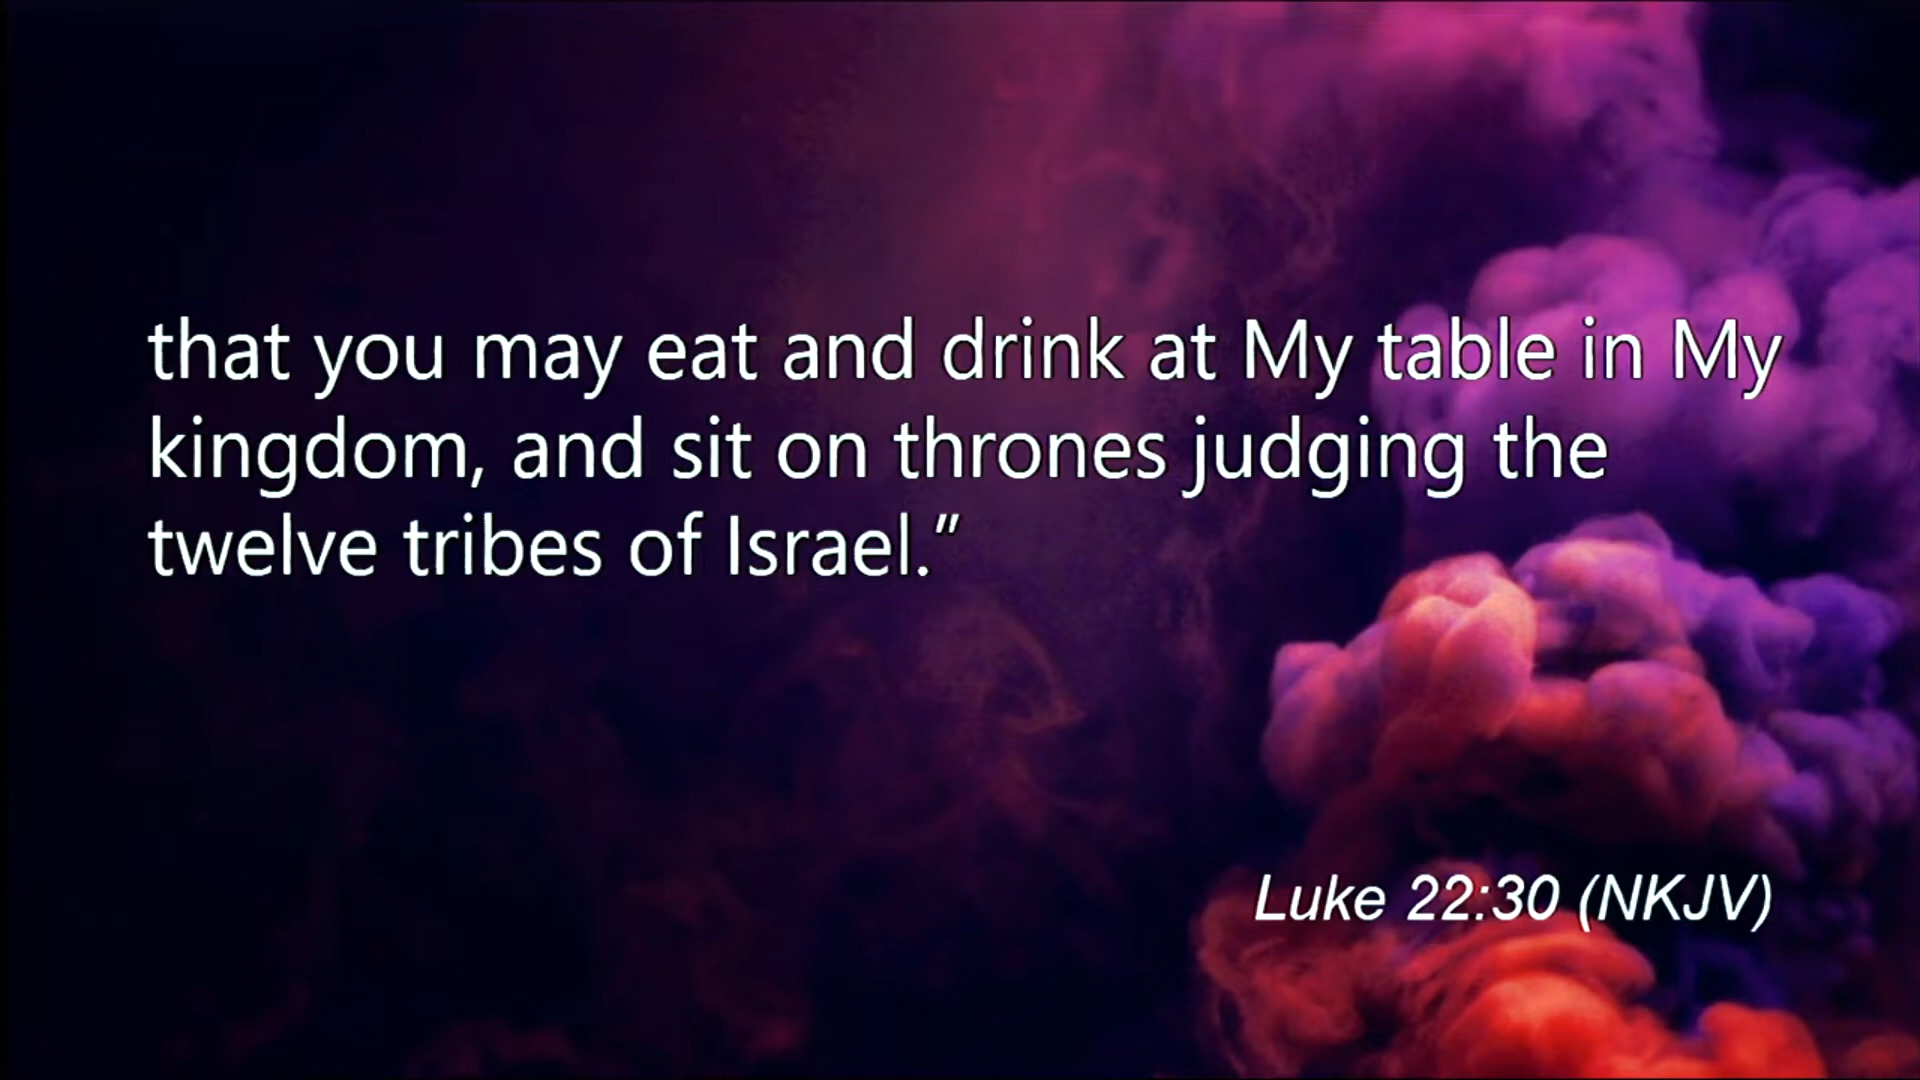 that you may eat and drink at My table in My
kingdom, and sit on thrones judging the
twelve tribes of Israel.”
Luke 22:30 (NKJV)